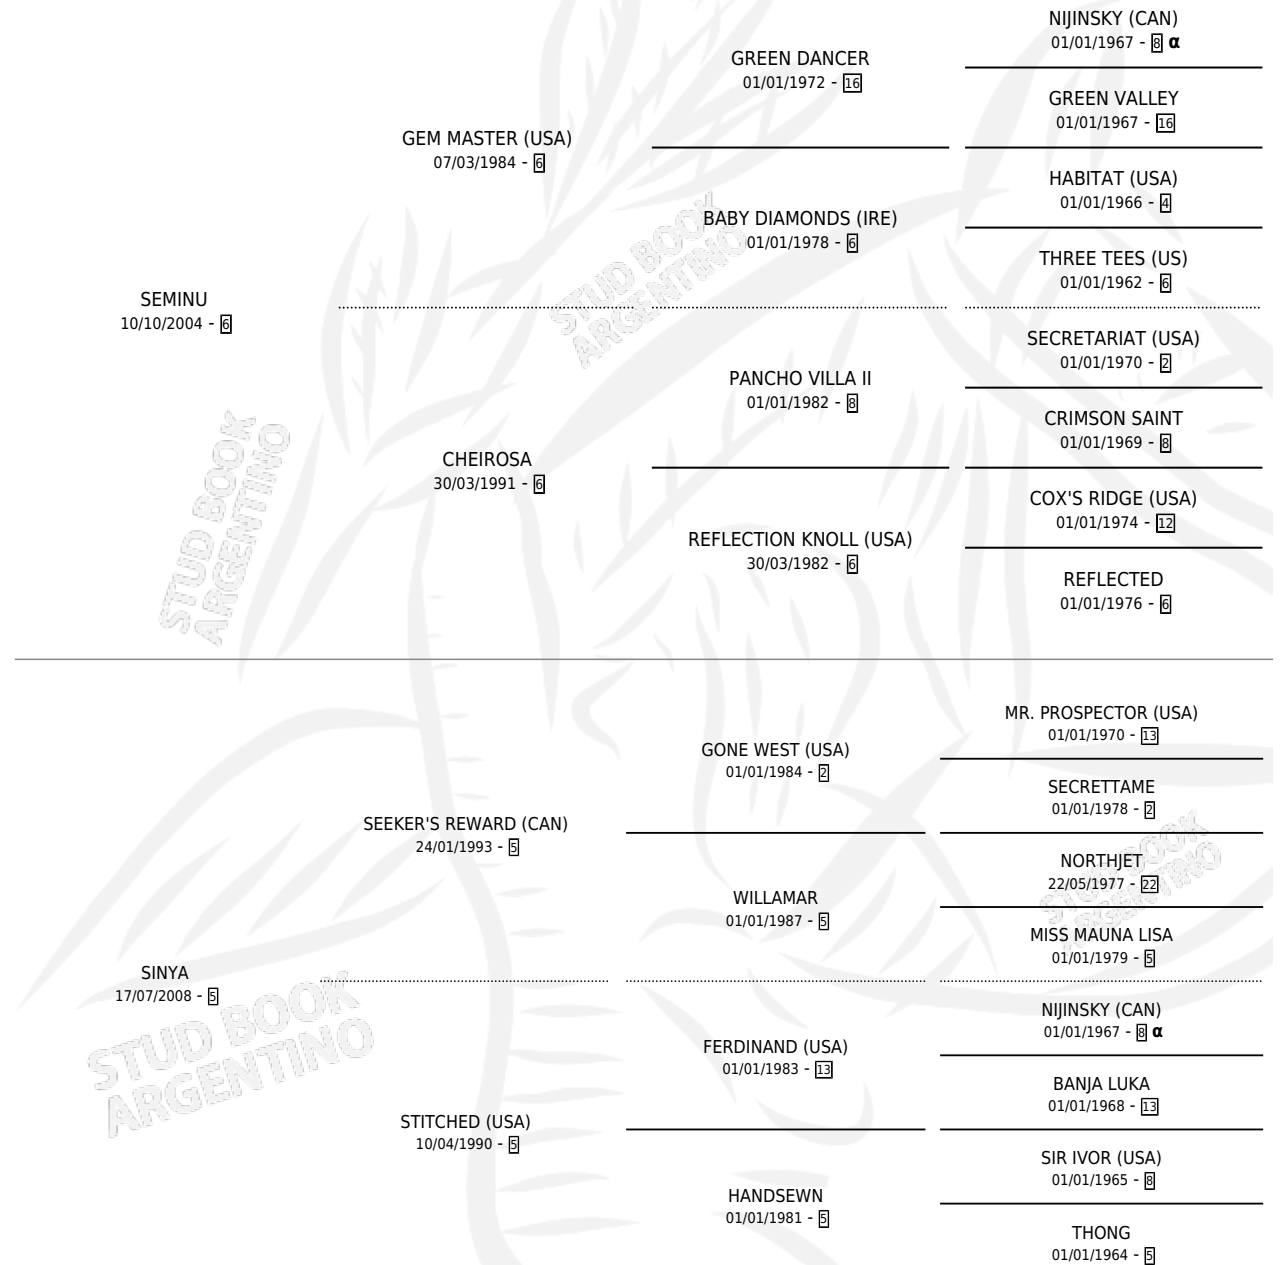 NIJINSKY (CAN)
01/01/1967 - 8 α
GREEN DANCER
01/01/1972 - 16
GREEN VALLEY
01/01/1967 - 16
GEM MASTER (USA)
07/03/1984 - 6
HABITAT (USA)
01/01/1966 - 4
BABY DIAMONDS (IRE)
01/01/1978 - 6
THREE TEES (US)
01/01/1962 - 6
SEMINU
10/10/2004 - 6
SECRETARIAT (USA)
01/01/1970 - 2
PANCHO VILLA II
01/01/1982 - 8
CRIMSON SAINT
01/01/1969 - 8
CHEIROSA
30/03/1991 - 6
COX'S RIDGE (USA)
01/01/1974 - 12
REFLECTION KNOLL (USA)
30/03/1982 - 6
REFLECTED
01/01/1976 - 6
MR. PROSPECTOR (USA)
01/01/1970 - 13
GONE WEST (USA)
01/01/1984 - 2
SECRETTAME
01/01/1978 - 2
SEEKER'S REWARD (CAN)
24/01/1993 - 5
NORTHJET
22/05/1977 - 22
WILLAMAR
01/01/1987 - 5
MISS MAUNA LISA
01/01/1979 - 5
SINYA
17/07/2008 - 5
NIJINSKY (CAN)
01/01/1967 - 8 α
FERDINAND (USA)
01/01/1983 - 13
BANJA LUKA
01/01/1968 - 13
STITCHED (USA)
10/04/1990 - 5
SIR IVOR (USA)
01/01/1965 - 8
HANDSEWN
01/01/1981 - 5
THONG
01/01/1964 - 5
STUD BOOK
ARGENTINO
STUD BOOK
ARGENTINO
STUD BOOK
ARGENTINO
STUD BOOK
ARGENTINO